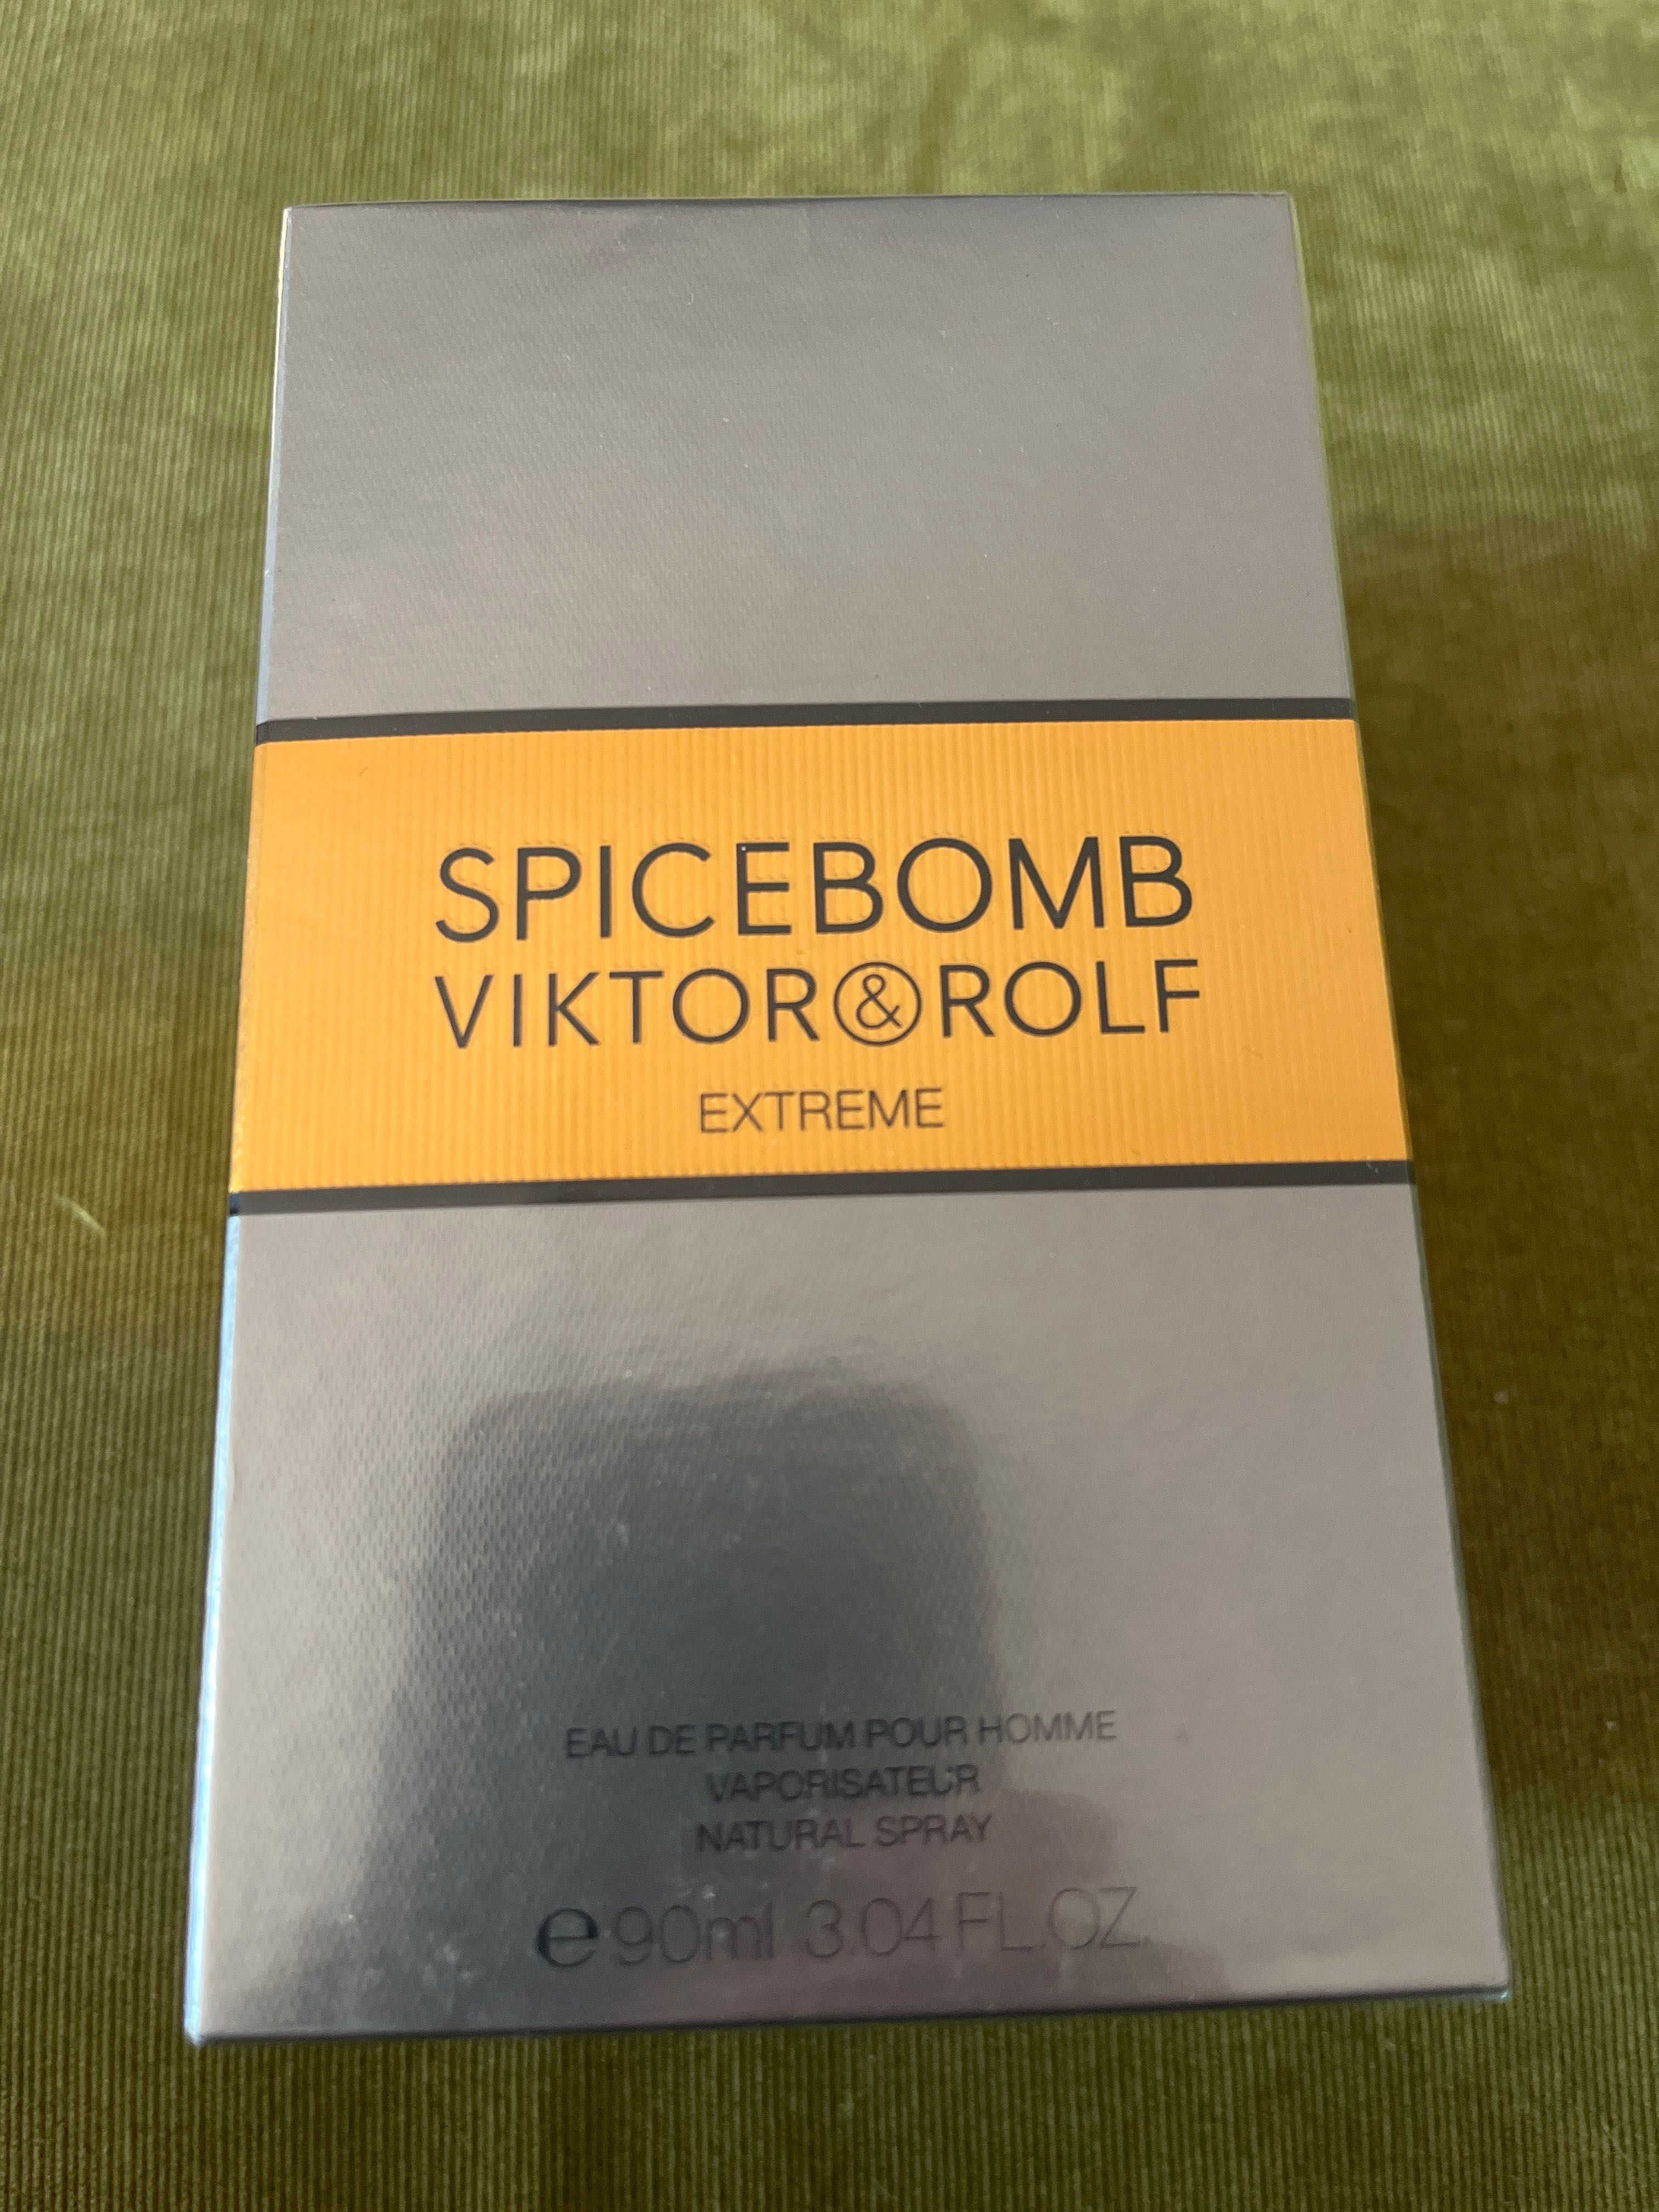 SPICEBOMB
VIKTOR&ROLF
EXTREME
EAU DE PARFUM POUR HOMME
VAPORISATEUR
NATURAL SPRAY
e 90ml 3.04 FL.OZ.